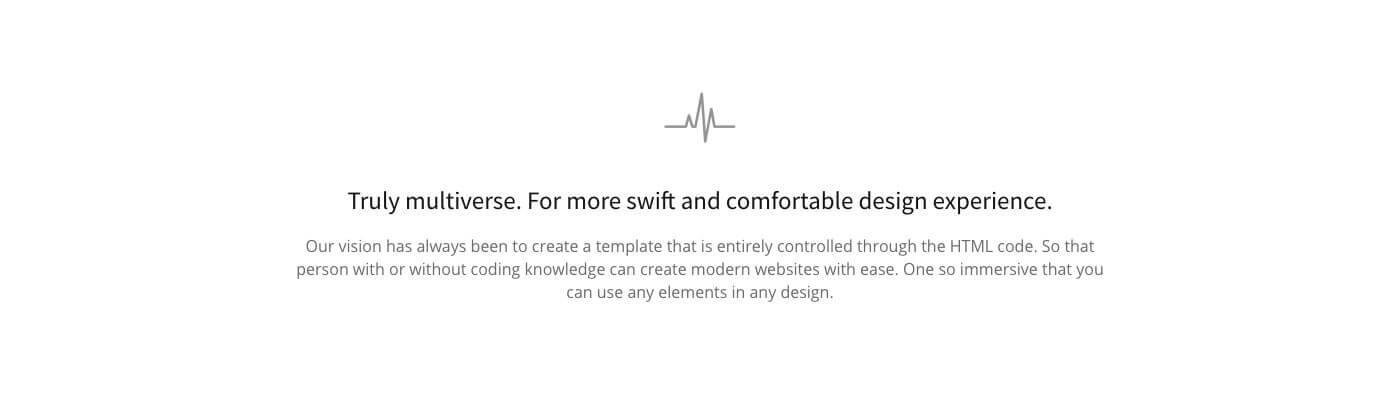 Truly multiverse. For more swift and comfortable design experience.
Our vision has always been to create a template that is entirely controlled through the HTML code. So that
person with or without coding knowledge can create modern websites with ease. One so immersive that you
can use any elements in any design.